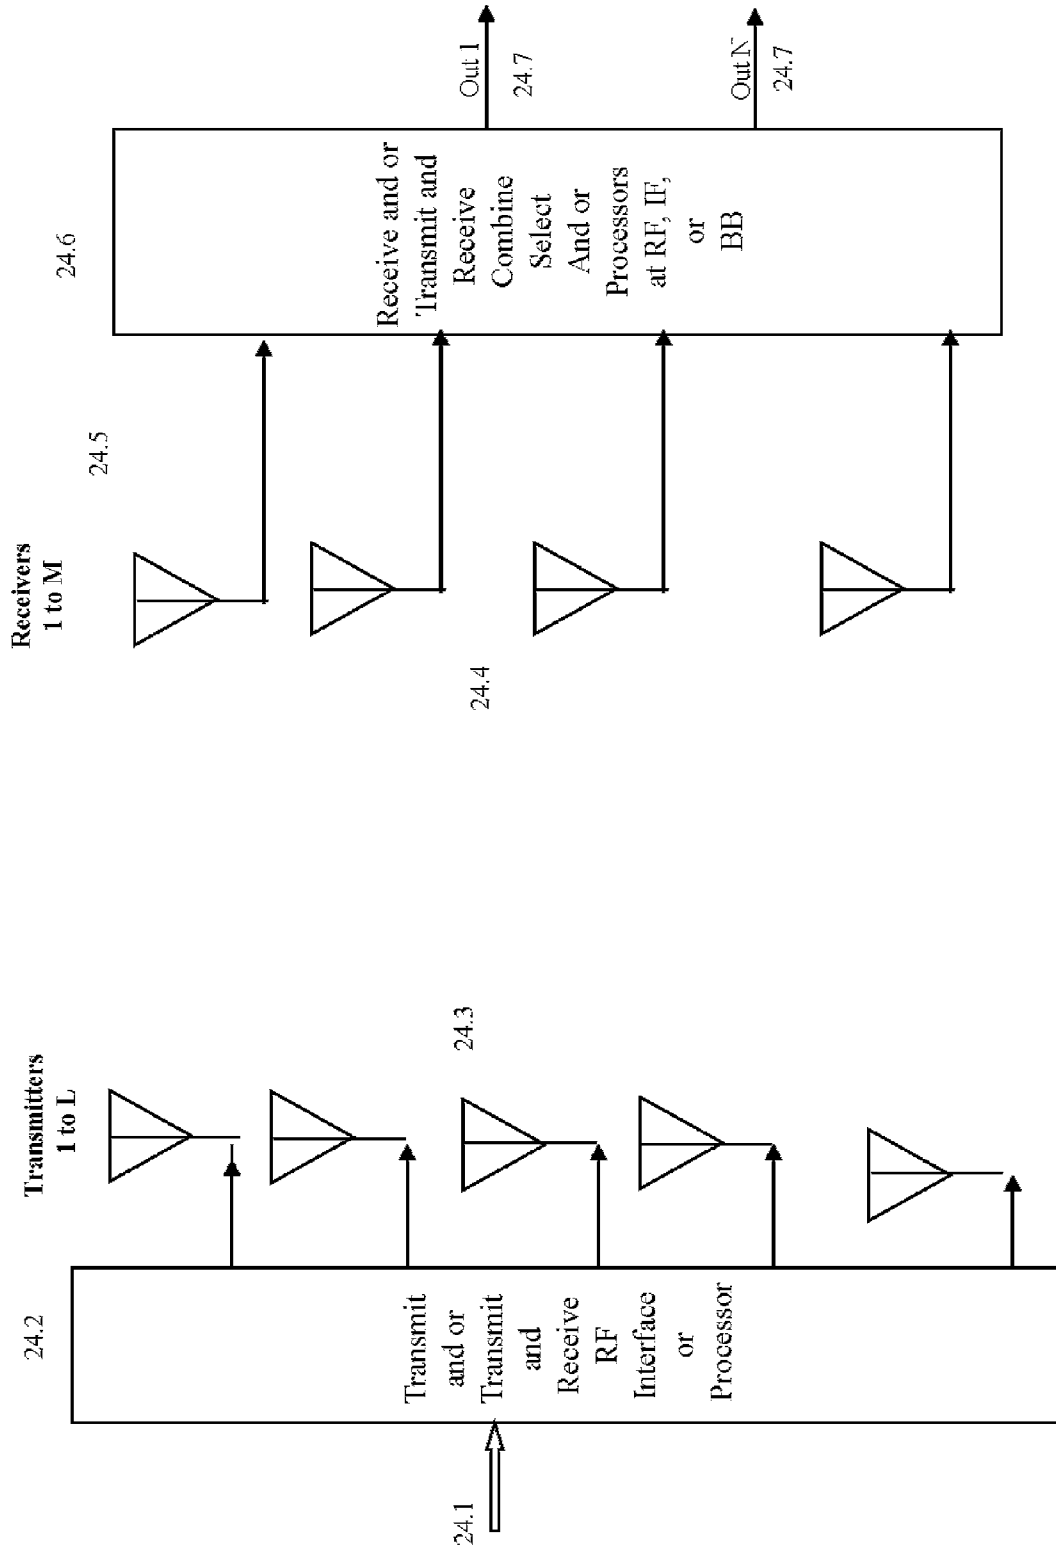 24.1
24.2
Transmit
and or
Transmit
and
Receive
RF
Interface
or
Processor
Transmitters
1 to L
24.3
24.4
Receivers
1 to M
24.5
24.6
Receive and or
Transmit and
Receive
Combine
Select
And or
Processors
at RF, IF,
or
BB
Out 1
24.7
Out N
24.7